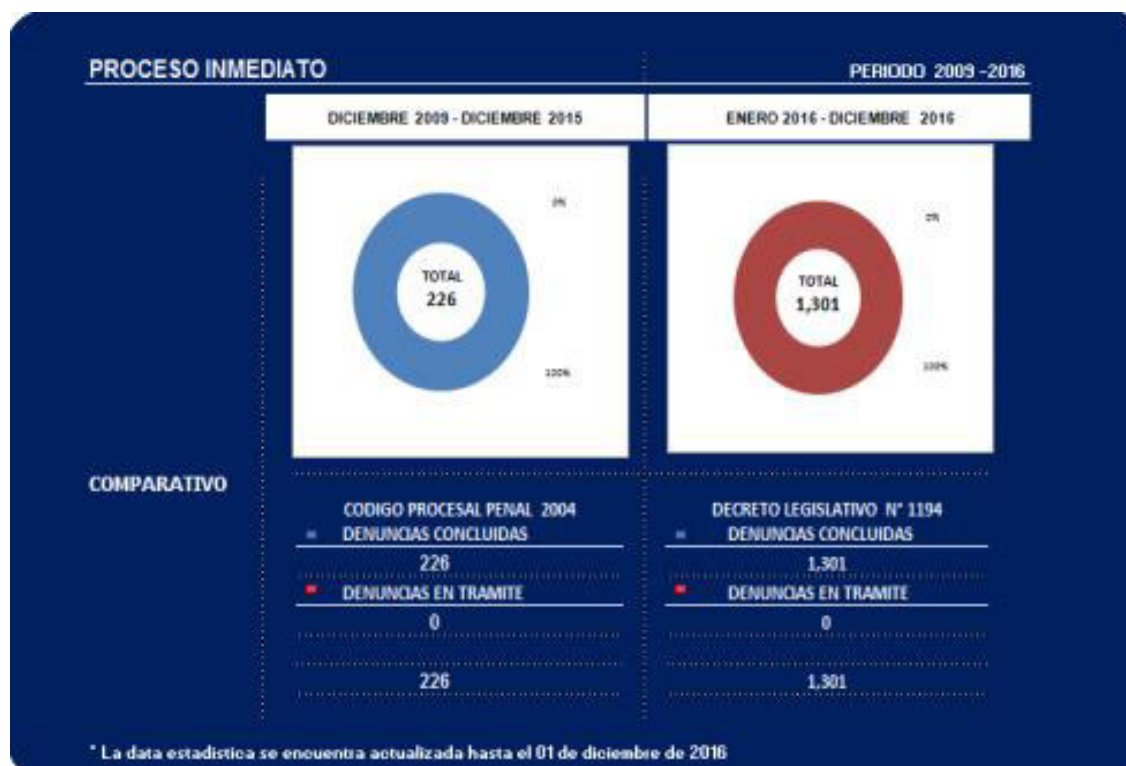 PROCESO INMEDIATO
PERIODO 2009 -2016
DICIEMBRE 2009 - DICIEMBRE 2015
ENERO 2016 - DICIEMBRE 2016
0%
TOTAL
226
100%
0%
TOTAL
1,301
100%
COMPARATIVO
CODIGO PROCESAL PENAL 2004
DENUNCIAS CONCLUIDAS
226
DENUNCIAS EN TRAMITE
0
226
DECRETO LEGISLATIVO N° 1194
DENUNCIAS CONCLUIDAS
1,301
DENUNCIAS EN TRAMITE
0
1,301
* La data estadistica se encuentra actualizada hasta el 01 de diciembre de 2016